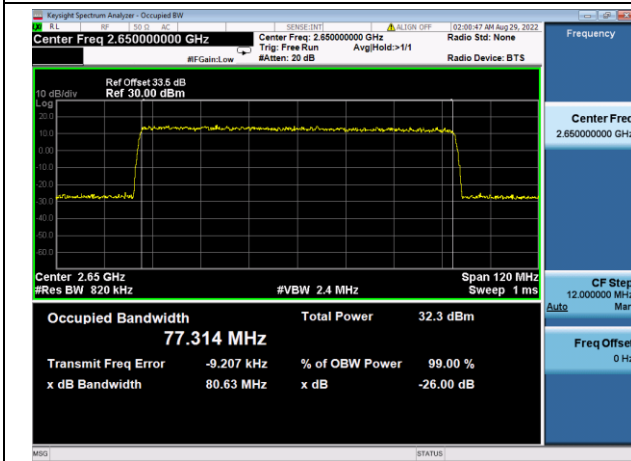 Keysight Spectrum Analyzer - Occupied BW
RL RF 50 Ω AC SENSE:INT ALIGN OFF 02:00:47 AM Aug 29, 2022
Center Freq 2.650000000 GHz
Center Freq: 2.650000000 GHz
Radio Std: None
Trig: Free Run Avg|Hold:>1/1
#IFGain:Low #Atten: 20 dB Radio Device: BTS
Frequency
Ref Offset 33.5 dB
10 dB/div Ref 30.00 dBm
Log
20.0
10.0
0.00
-10.0
-20.0
-30.0
-40.0
-50.0
-60.0
Center 2.65 GHz Span 120 MHz
#Res BW 820 kHz #VBW 2.4 MHz Sweep 1 ms
Occupied Bandwidth Total Power 32.3 dBm
77.314 MHz
Transmit Freq Error -9.207 kHz % of OBW Power 99.00 %
x dB Bandwidth 80.63 MHz x dB -26.00 dB
Center Freq
2.650000000 GHz
CF Step
12.000000 MHz
Auto Man
Freq Offset
0 Hz
MSG STATUS